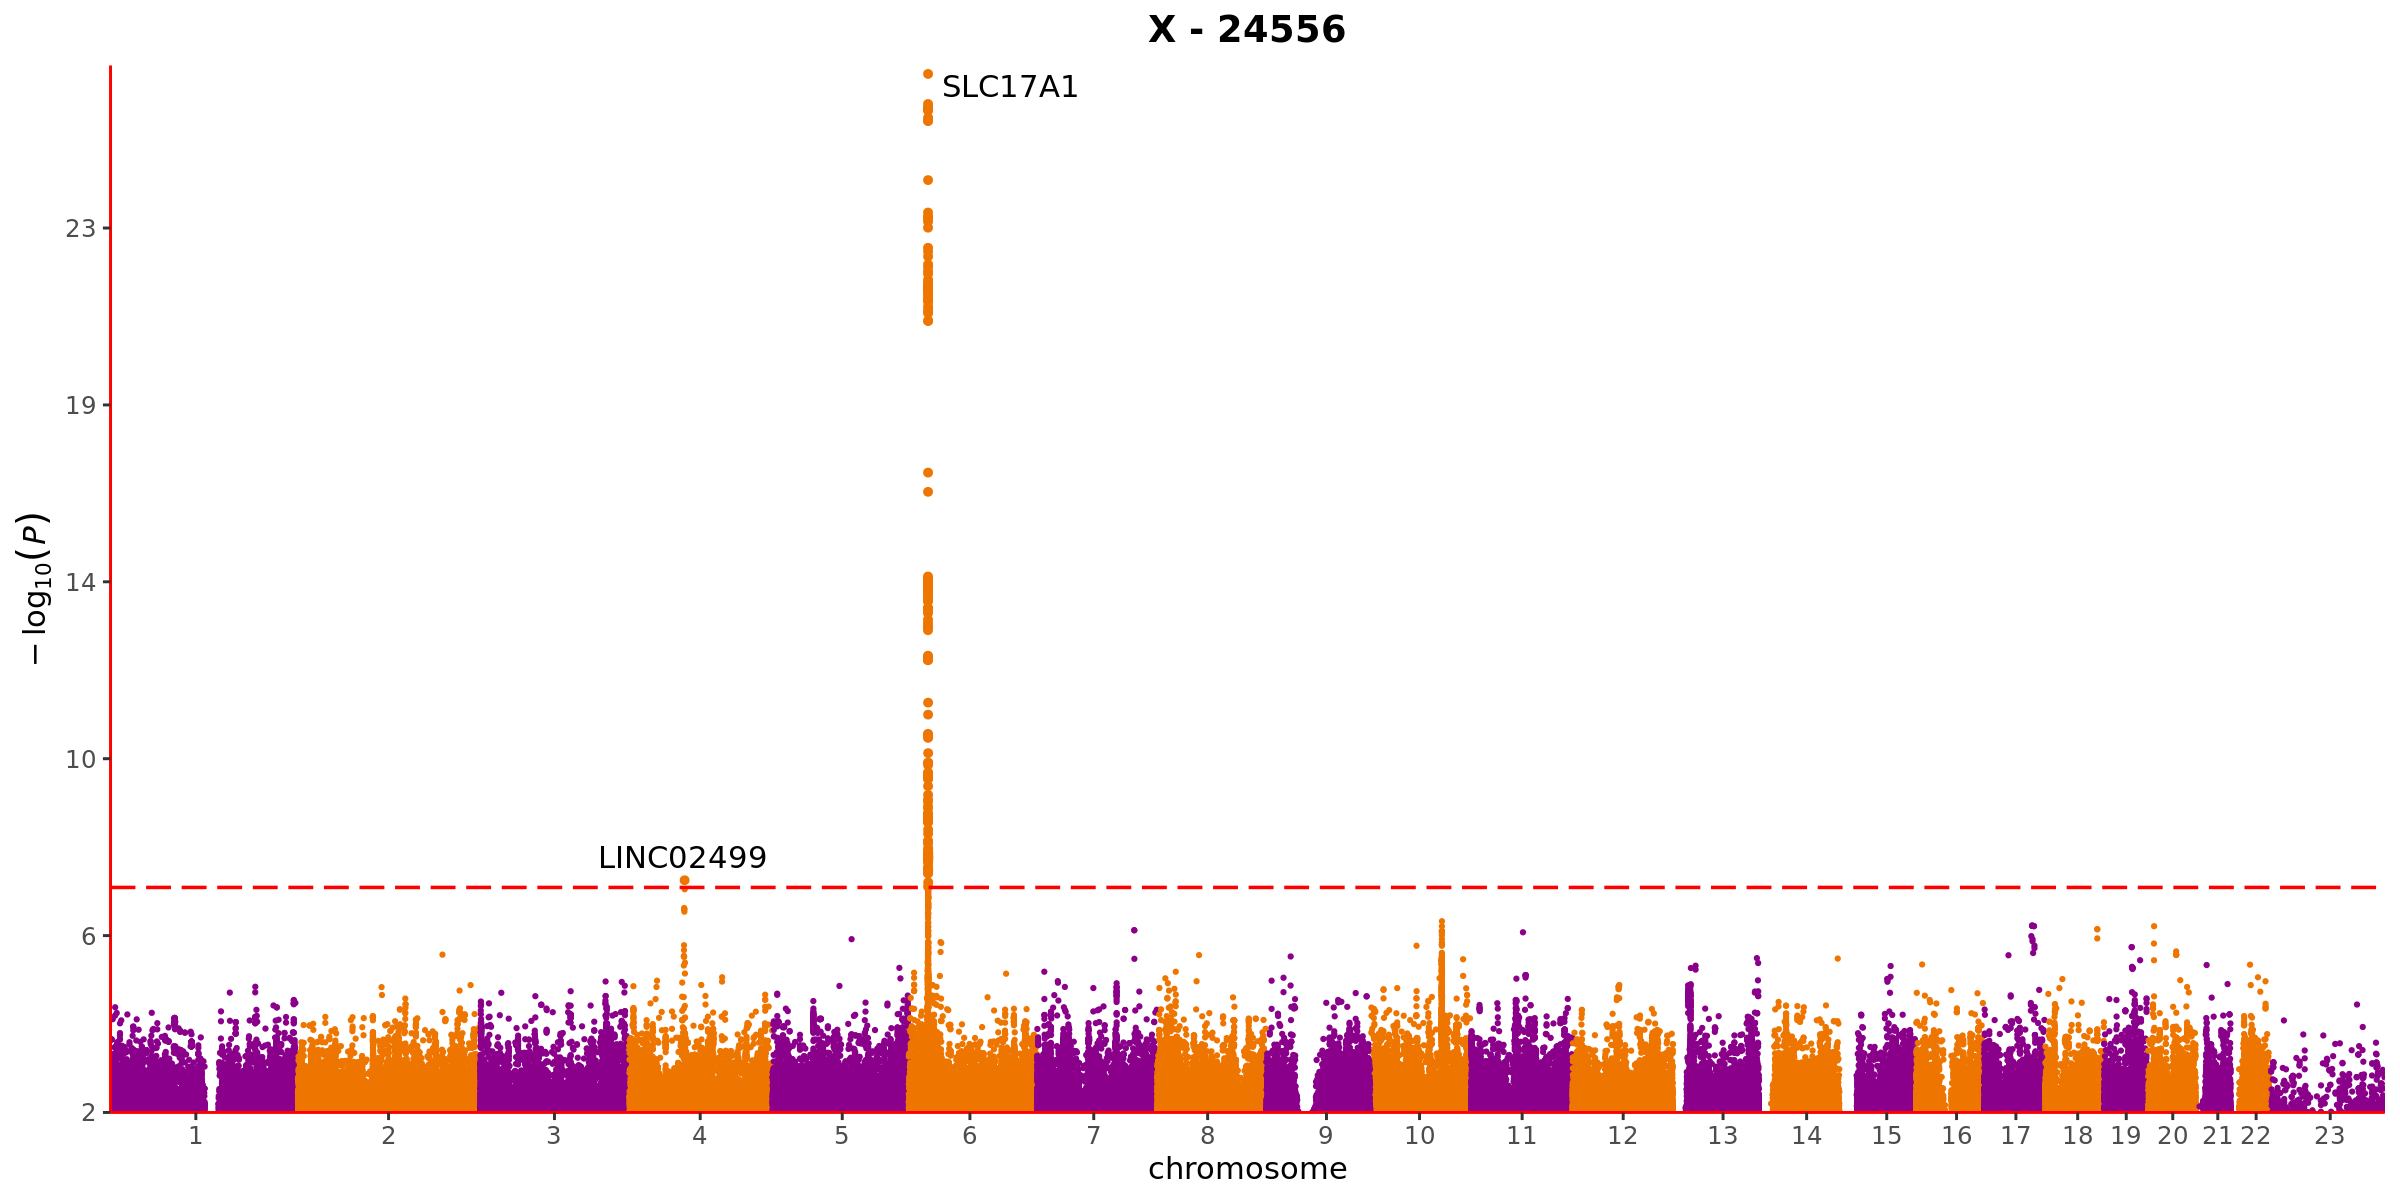 X - 24556
SLC17A1
LINC02499
23
19
14
10
6
2
− log10(P)
1 2 3 4 5 6 7 8 9 10 11 12 13 14 15 16 17 18 19 20 21 22 23
chromosome